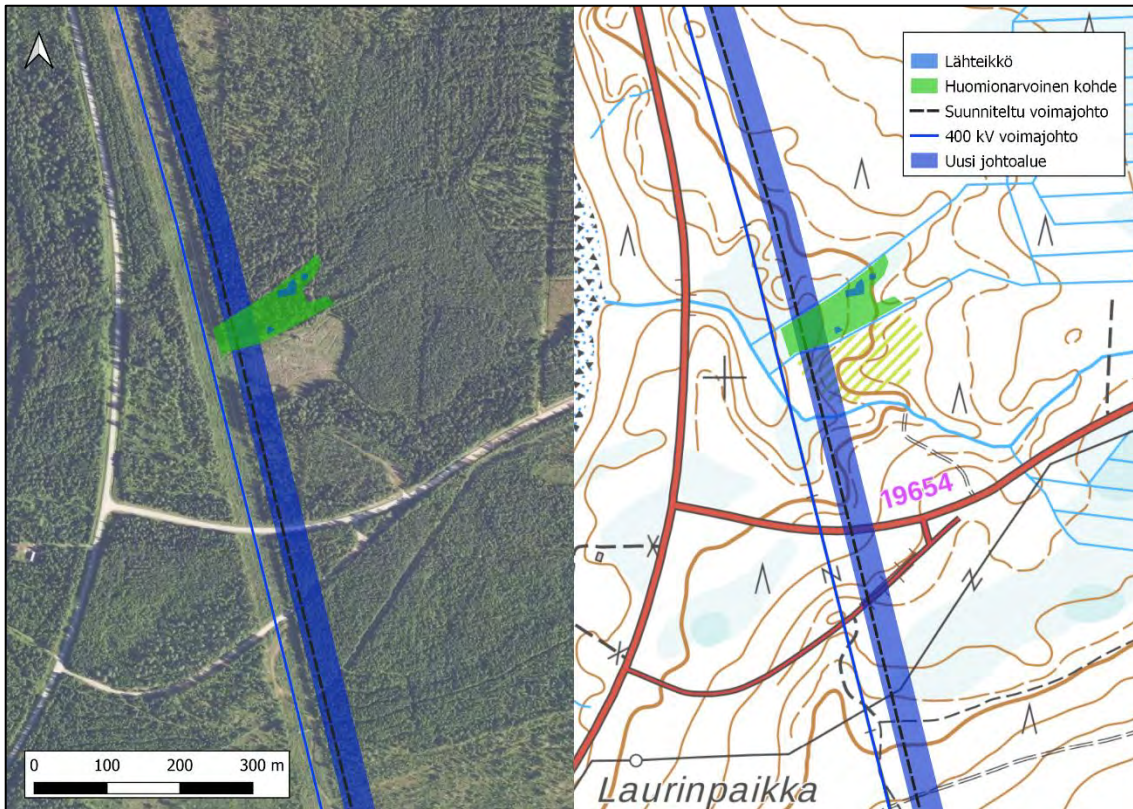 Lähteikkö
Huomionarvoinen kohde
Suunniteltu voimajohto
400 kV voimajohto
Uusi johtoalue
19654
0 100 200 300 m
Laurinpaikka